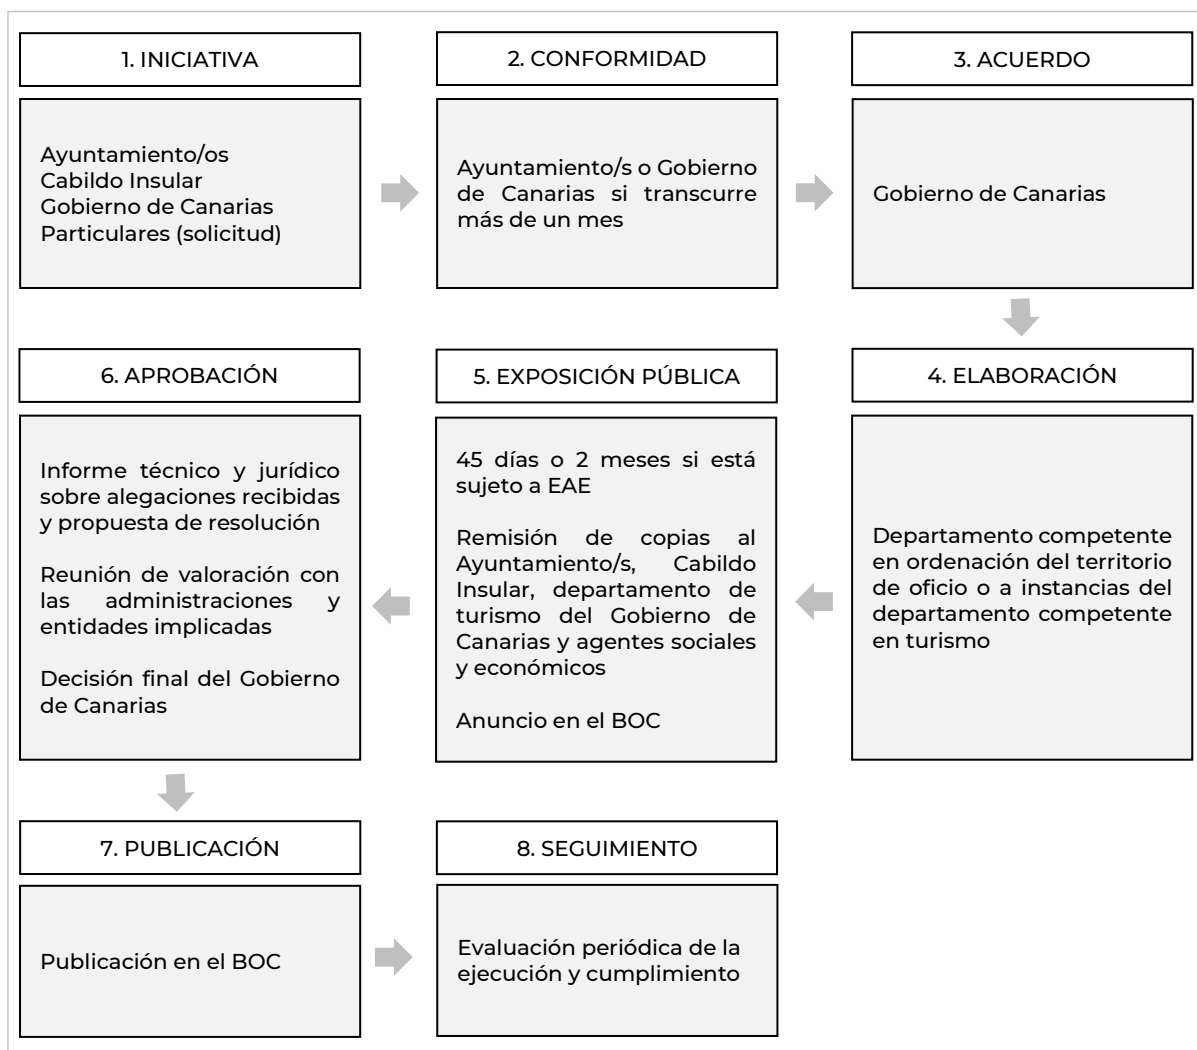 1. INICIATIVA
Ayuntamiento/os
Cabildo Insular
Gobierno de Canarias
Particulares (solicitud)
2. CONFORMIDAD
Ayuntamiento/s o Gobierno
de Canarias si transcurre
más de un mes
3. ACUERDO
Gobierno de Canarias
4. ELABORACIÓN
Departamento competente
en ordenación del territorio
de oficio o a instancias del
departamento competente
en turismo
5. EXPOSICIÓN PÚBLICA
45 días o 2 meses si está
sujeto a EAE
Remisión de copias al
Ayuntamiento/s, Cabildo
Insular, departamento de
turismo del Gobierno de
Canarias y agentes sociales
y económicos
Anuncio en el BOC
6. APROBACIÓN
Informe técnico y jurídico
sobre alegaciones recibidas
y propuesta de resolución
Reunión de valoración con
las administraciones y
entidades implicadas
Decisión final del Gobierno
de Canarias
7. PUBLICACIÓN
Publicación en el BOC
8. SEGUIMIENTO
Evaluación periódica de la
ejecución y cumplimiento